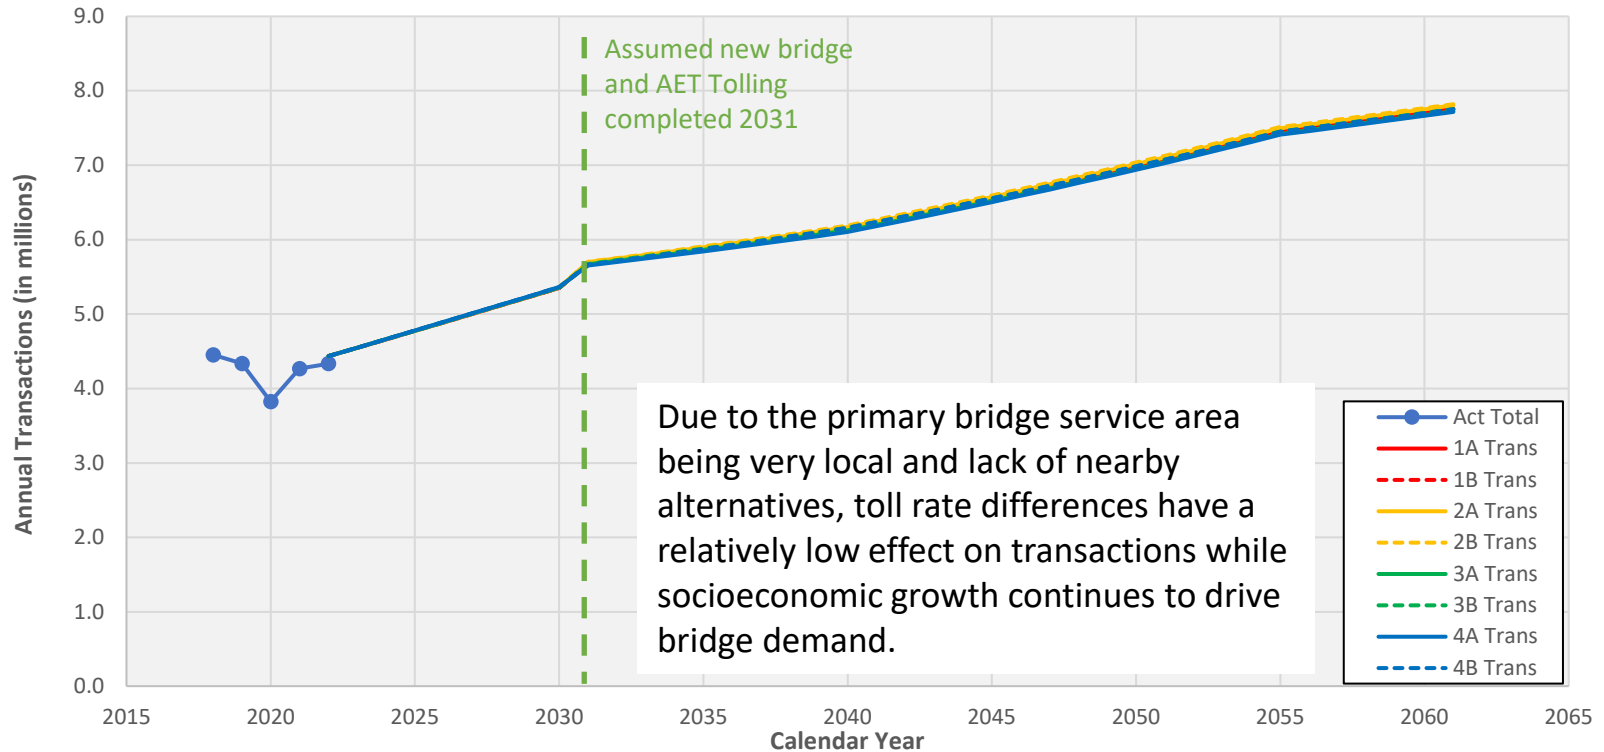 9.0
8.0
7.0
6.0
5.0
4.0
3.0
2.0
1.0
0.0
Annual Transactions (in millions)
Assumed new bridge
and AET Tolling
completed 2031
Due to the primary bridge service area
being very local and lack of nearby
alternatives, toll rate differences have a
relatively low effect on transactions while
socioeconomic growth continues to drive
bridge demand.
Act Total
1A Trans
1B Trans
2A Trans
2B Trans
3A Trans
3B Trans
4A Trans
4B Trans
2015 2020 2025 2030 2035 2040 2045 2050 2055 2060 2065
Calendar Year